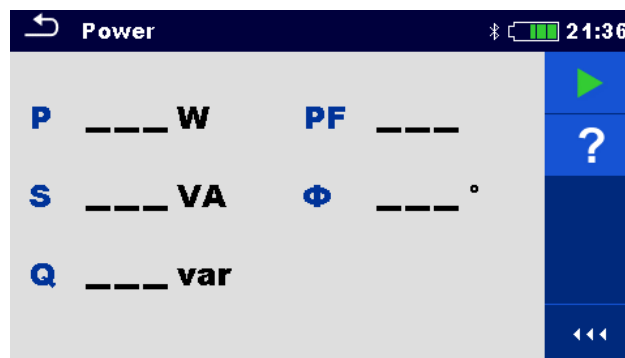 Power 21:36
P ___ W PF ___
S ___ VA Φ ___ °
Q ___ var
?